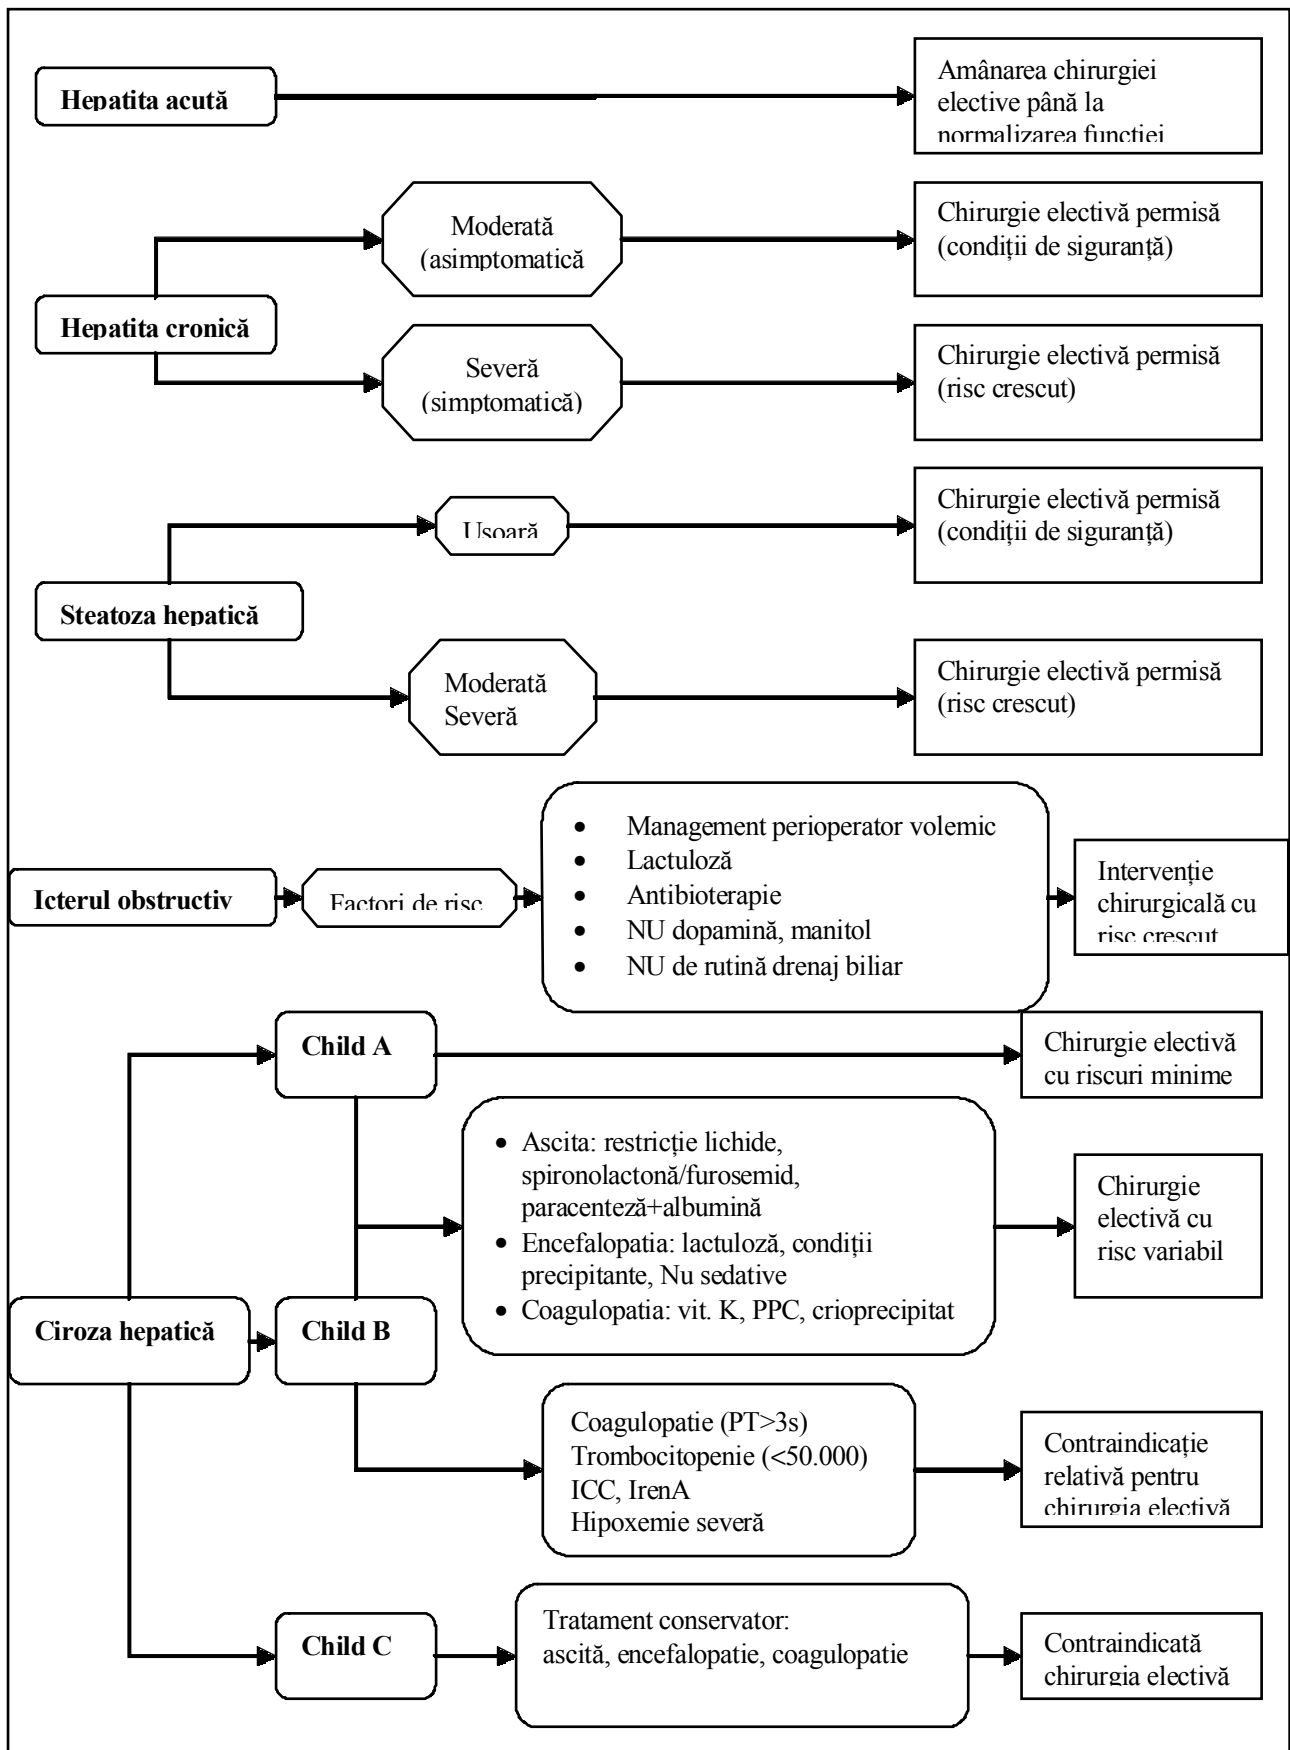 Hepatita acută
Amânarea chirurgiei
elective până la
normalizarea funcției
Moderată
(asimptomatică
Chirurgie electivă permisă
(condiții de siguranță)
Hepatita cronică
Severă
(simptomatică)
Chirurgie electivă permisă
(risc crescut)
Ușoară
Chirurgie electivă permisă
(condiții de siguranță)
Steatoza hepatică
Moderată
Severă
Chirurgie electivă permisă
(risc crescut)
Icterul obstructiv
Factori de risc
• Management perioperator volemic
• Lactuloză
• Antibioterapie
• NU dopamină, manitol
• NU de rutină drenaj biliar
Intervenție
chirurgicală cu
risc crescut
Child A
Chirurgie electivă
cu riscuri minime
• Ascita: restricție lichide,
spironolactonă/furosemid,
paracenteză+albumină
• Encefalopatia: lactuloză, condiții
precipitante, Nu sedative
• Coagulopatia: vit. K, PPC, crioprecipitat
Chirurgie
electivă cu
risc variabil
Ciroza hepatică
Child B
Coagulopatie (PT>3s)
Trombocitopenie (<50.000)
ICC, IrenA
Hipoxemie severă
Contraindicație
relativă pentru
chirurgia electivă
Child C
Tratament conservator:
ascită, encefalopatie, coagulopatie
Contraindicată
chirurgia electivă